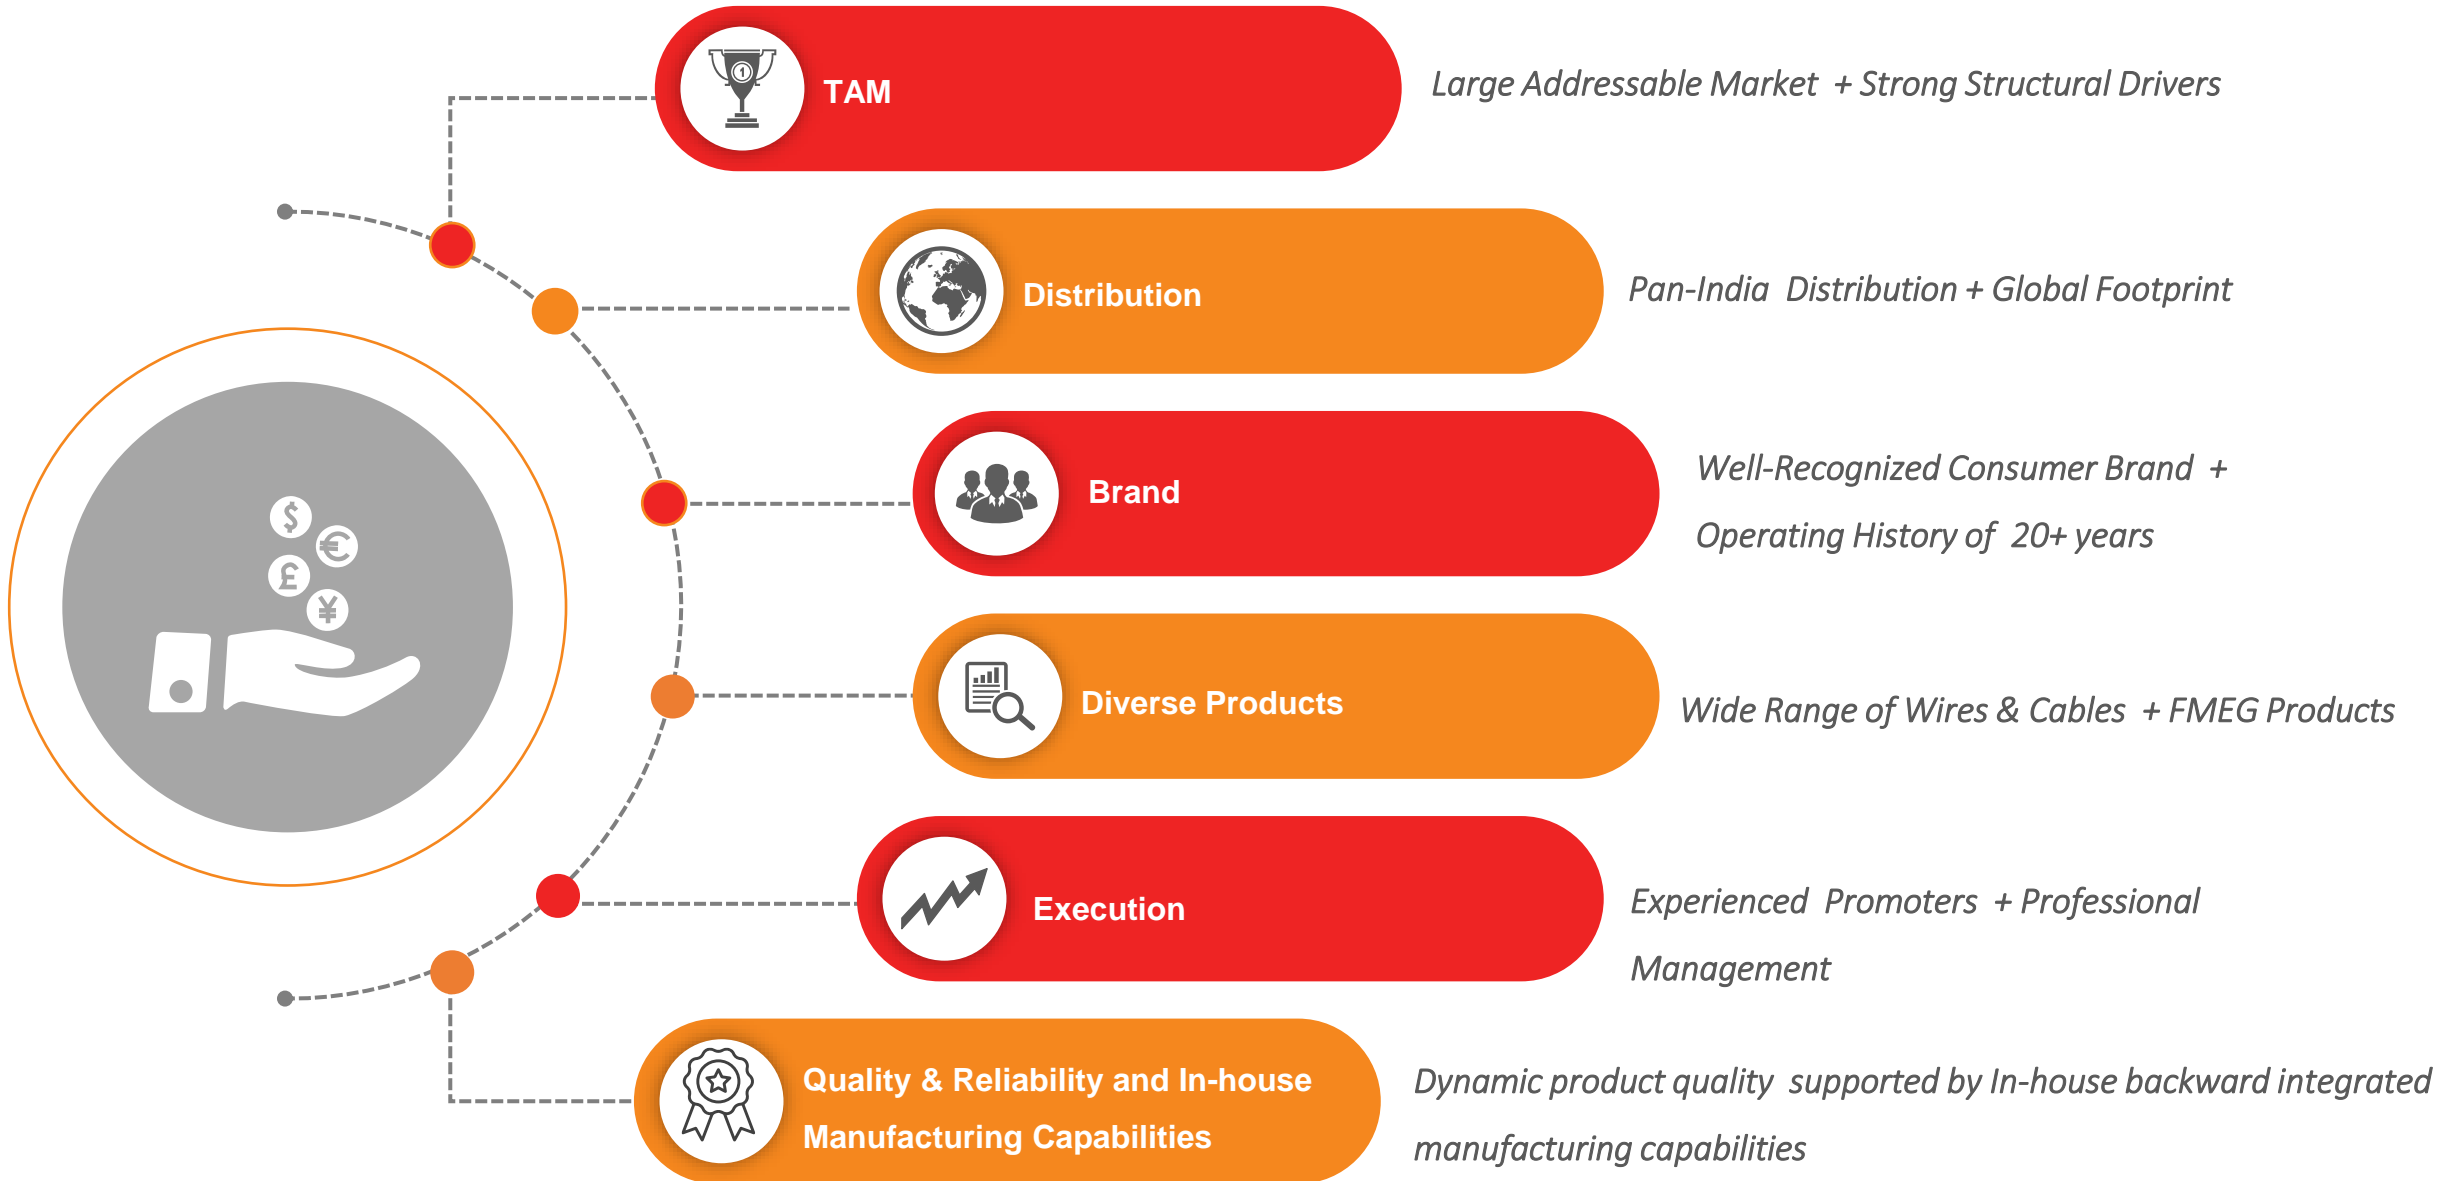 TAM
Large Addressable Market + Strong Structural Drivers
Distribution
Pan-India Distribution + Global Footprint
Brand
Well-Recognized Consumer Brand +
Operating History of 20+ years
Diverse Products
Wide Range of Wires & Cables + FMEG Products
Execution
Experienced Promoters + Professional
Management
Quality & Reliability and In-house
Manufacturing Capabilities
Dynamic product quality supported by In-house backward integrated
manufacturing capabilities
1
$
€
£
¥